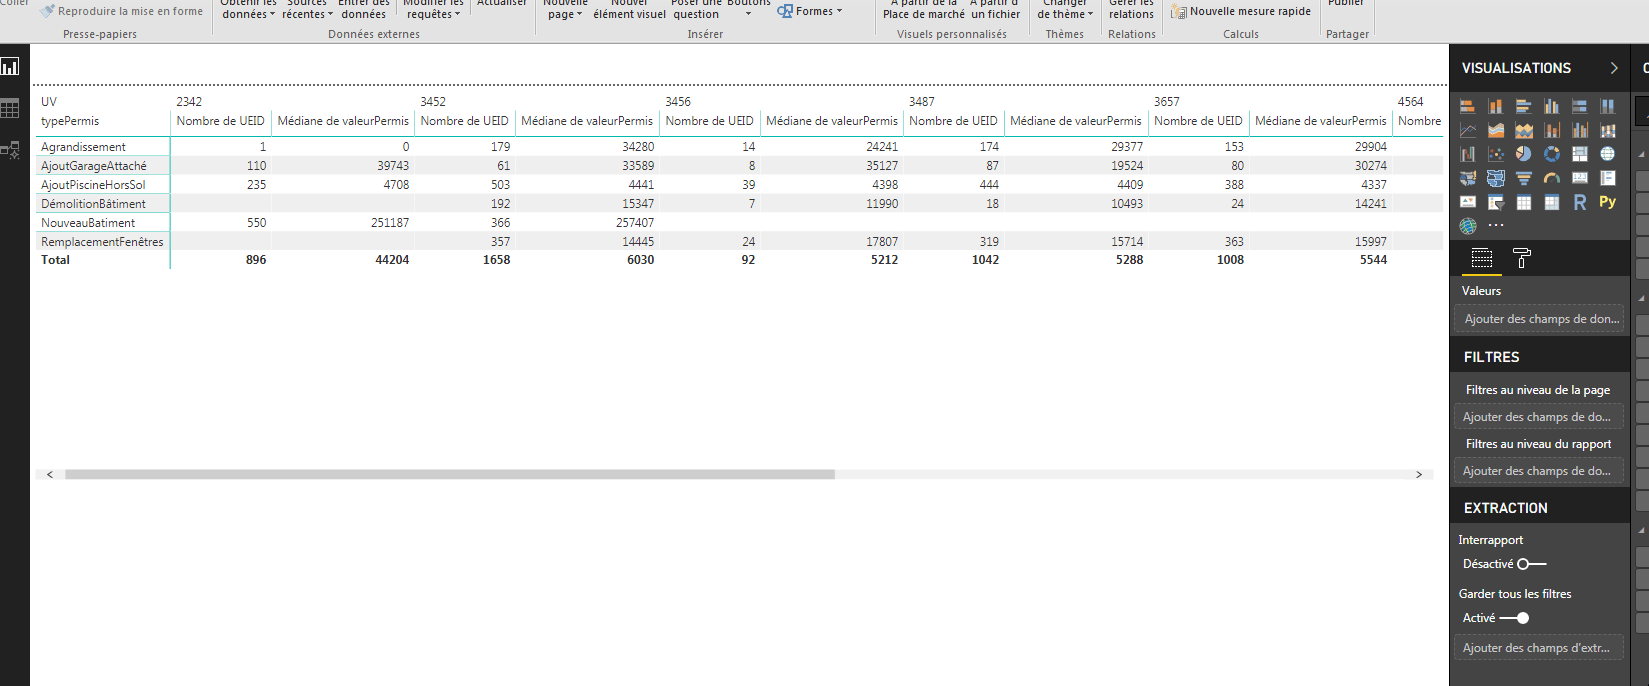 Coller
Reproduire la mise en forme
Presse-papiers
Obtenir les données
Sources récentes
Entrer des données
Modifier les requêtes
Actualiser
Données externes
Nouvelle page
Nouvel élément visuel
Poser une question
Boutons
Formes
Insérer
À partir de la Place de marché
À partir d'un fichier
Visuels personnalisés
Changer de thème
Thèmes
Gérer les relations
Relations
Nouvelle mesure rapide
Calculs
Publier
Partager
UV 2342 3452 3456 3487 3657 4564
typePermis Nombre de UEID Médiane de valeurPermis Nombre de UEID Médiane de valeurPermis Nombre de UEID Médiane de valeurPermis Nombre de UEID Médiane de valeurPermis Nombre de UEID Médiane de valeurPermis Nombre
Agrandissement 1 0 179 34280 14 24241 174 29377 153 29904
AjoutGarageAttaché 110 39743 61 33589 8 35127 87 19524 80 30274
AjoutPiscineHorsSol 235 4708 503 4441 39 4398 444 4409 388 4337
DémolitionBâtiment 192 15347 7 11990 18 10493 24 14241
NouveauBatiment 550 251187 366 257407
RemplacementFenêtres 357 14445 24 17807 319 15714 363 15997
Total 896 44204 1658 6030 92 5212 1042 5288 1008 5544
VISUALISATIONS
R Py
Valeurs
Ajouter des champs de don...
FILTRES
Filtres au niveau de la page
Ajouter des champs de do...
Filtres au niveau du rapport
Ajouter des champs de do...
EXTRACTION
Interrapport
Désactivé
Garder tous les filtres
Activé
Ajouter des champs d'extr...